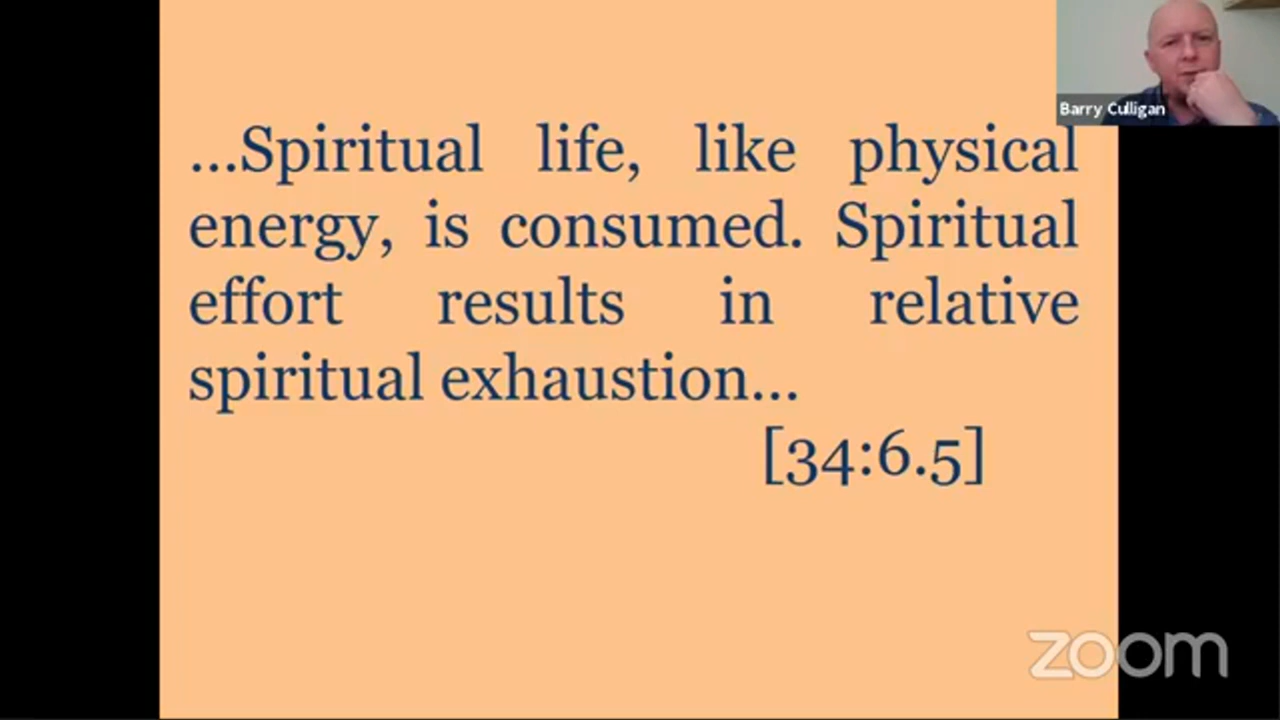 Barry Culligan
...Spiritual life, like physical
energy, is consumed. Spiritual
effort results in relative
spiritual exhaustion...
[34:6.5]
zoom